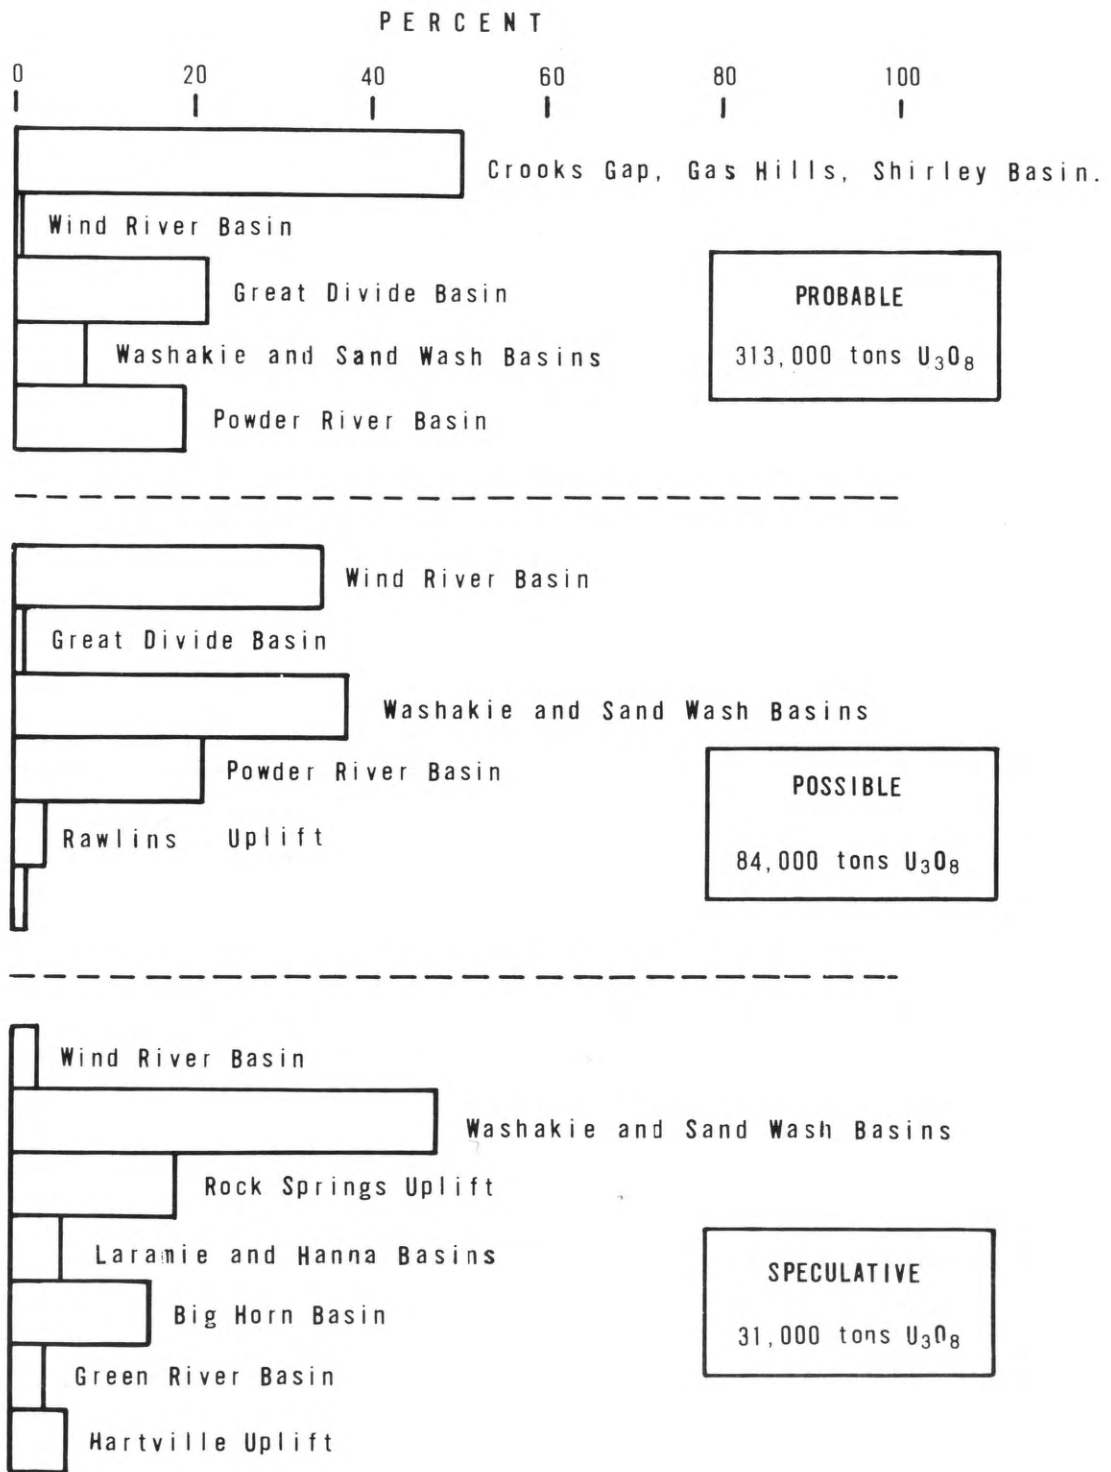 PERCENT
0 20 40 60 80 100
Crooks Gap, Gas Hills, Shirley Basin.
Wind River Basin
Great Divide Basin
PROBABLE
313,000 tons U₃O₈
Washakie and Sand Wash Basins
Powder River Basin
Wind River Basin
Great Divide Basin
Washakie and Sand Wash Basins
Powder River Basin
POSSIBLE
84,000 tons U₃O₈
Rawlins Uplift
Wind River Basin
Washakie and Sand Wash Basins
Rock Springs Uplift
Laramie and Hanna Basins
SPECULATIVE
31,000 tons U₃O₈
Big Horn Basin
Green River Basin
Hartville Uplift